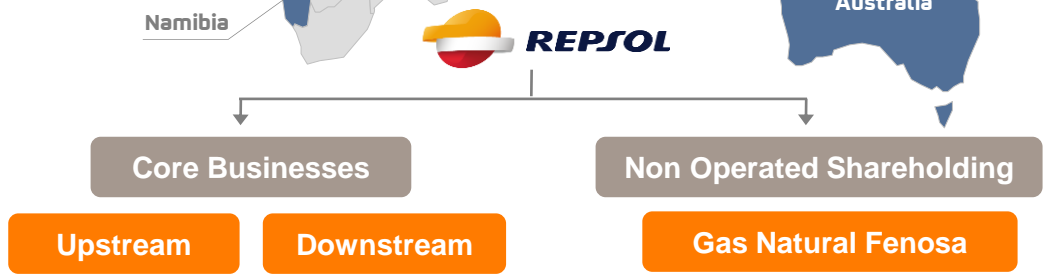 Australia
Namibia
REPSOL
Core Businesses
Non Operated Shareholding
Upstream
Downstream
Gas Natural Fenosa